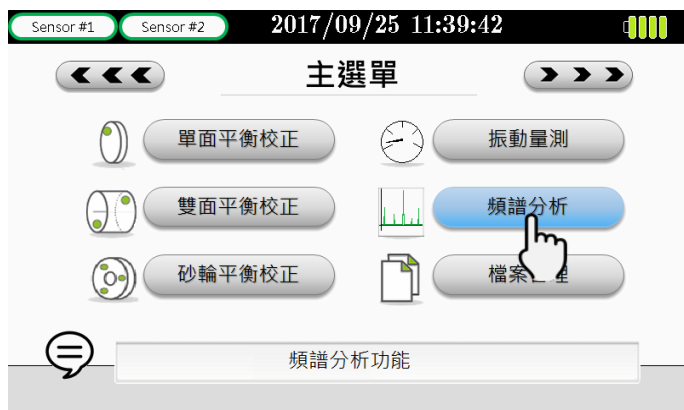 Sensor #1 Sensor #2 2017/09/25 11:39:42
主選單
單面平衡校正 振動量測
雙面平衡校正 頻譜分析
砂輪平衡校正 檔案管理
頻譜分析功能